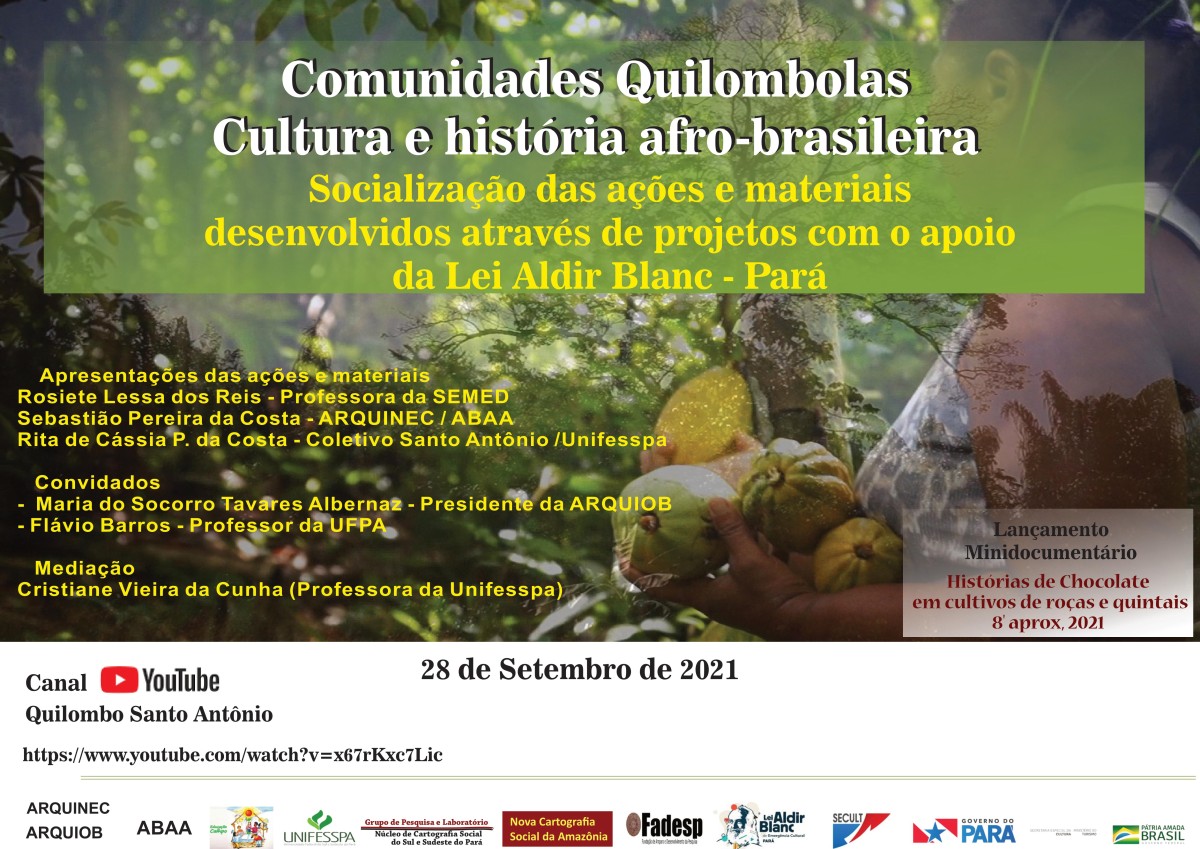 Comunidades Quilombolas
Cultura e história afro-brasileira
Socialização das ações e materiais
desenvolvidos através de projetos com o apoio
da Lei Aldir Blanc - Pará
Apresentações das ações e materiais
Rosiete Lessa dos Reis - Professora da SEMED
Sebastião Pereira da Costa - ARQUINEC / ABAA
Rita de Cássia P. da Costa - Coletivo Santo Antônio /Unifesspa
Convidados
- Maria do Socorro Tavares Albernaz - Presidente da ARQUIOB
- Flávio Barros - Professor da UFPA
Mediação
Cristiane Vieira da Cunha (Professora da Unifesspa)
Lançamento
Minidocumentário
Histórias de Chocolate
em cultivos de roças e quintais
8' aprox, 2021
28 de Setembro de 2021
Canal YouTube
Quilombo Santo Antônio
https://www.youtube.com/watch?v=x67rKxc7Lic
ARQUINEC
ARQUIOB
ABAA
UNIFESSPA
Grupo de Pesquisa e Laboratório
Núcleo de Cartografia Social
do Sul e Sudeste do Pará
Nova Cartografia
Social da Amazônia
Fadesp
Lei Aldir
Blanc
de Emergência Cultural
PARÁ
SECULT
GOVERNO DO
PARÁ
PÁTRIA AMADA
BRASIL